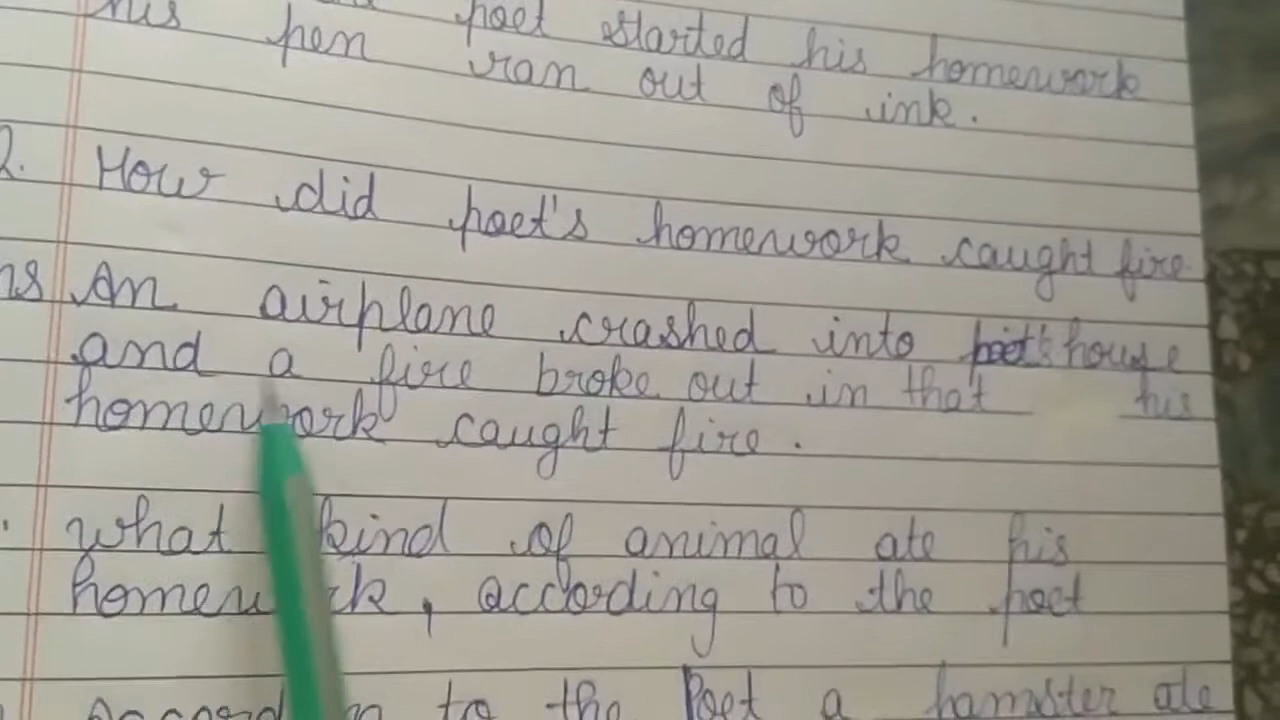 his pen poet started his homework
ran out of ink.
2. How did poet's homework caught fire
ns An airplane crashed into poet's house
and a fire broke out in that his
homework caught fire.
what kind of animal ate his
homework, according to the poet
to the Poet a hamster ate